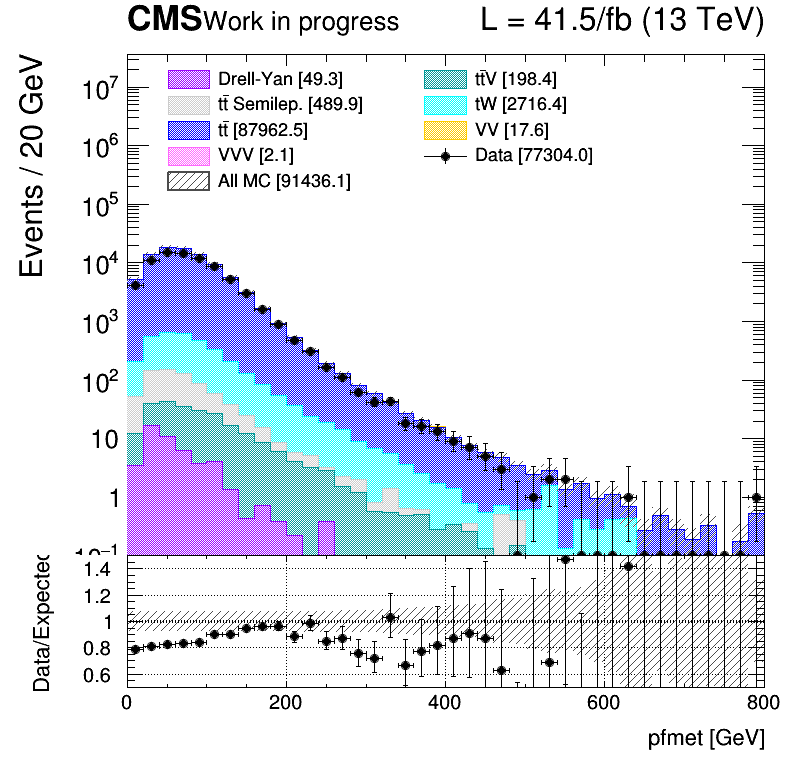 CMS Work in progress L = 41.5/fb (13 TeV)
Events / 20 GeV
10⁷
10⁶
10⁵
10⁴
10³
10²
10
1
10⁻¹
Drell-Yan [49.3]
tt̄ Semilep. [489.9]
tt̄ [87962.5]
VVV [2.1]
All MC [91436.1]
tt̄V [198.4]
tW [2716.4]
VV [17.6]
Data [77304.0]
Data/Expected
1.4
1.2
1
0.8
0.6
0 200 400 600 800
pfmet [GeV]